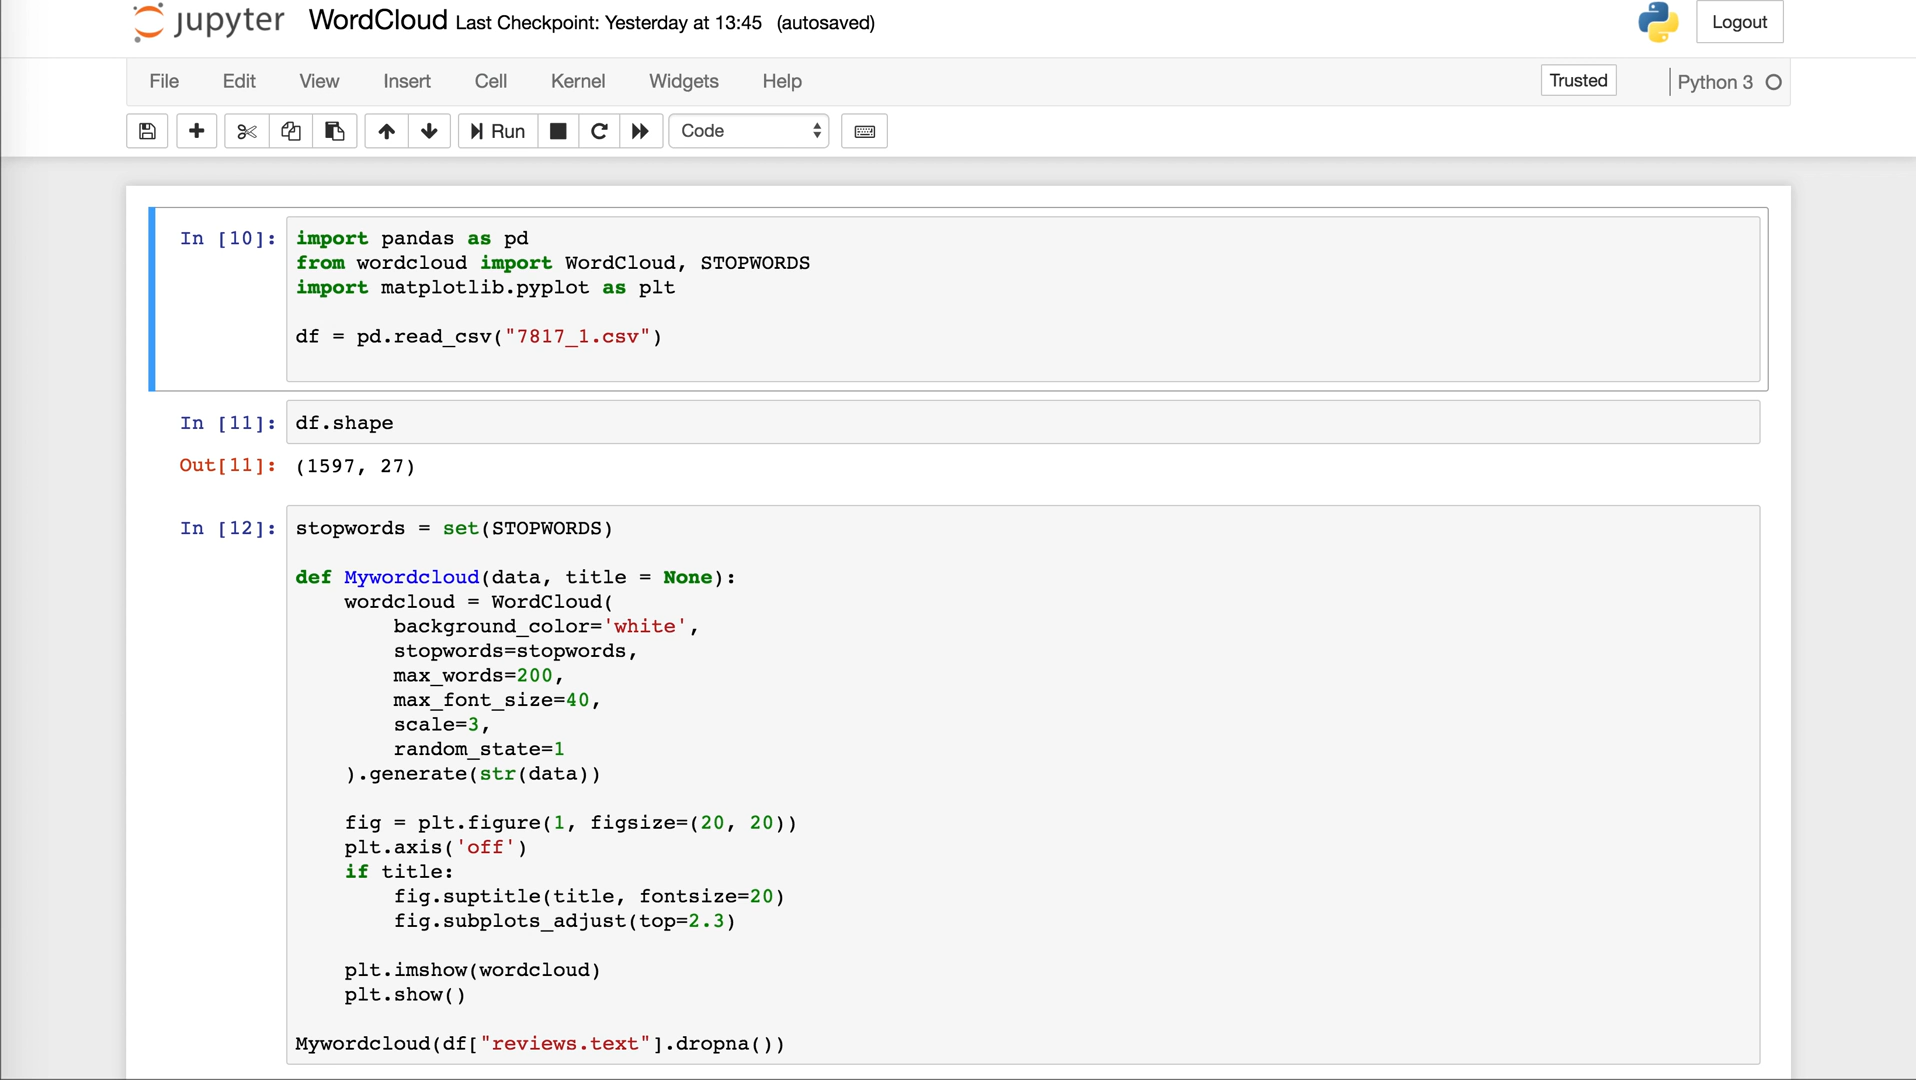 jupyter WordCloud Last Checkpoint: Yesterday at 13:45 (autosaved) Logout
File Edit View Insert Cell Kernel Widgets Help Trusted Python 3
Run Code
In [10]: import pandas as pd
from wordcloud import WordCloud, STOPWORDS
import matplotlib.pyplot as plt
df = pd.read_csv("7817_1.csv")
In [11]: df.shape
Out[11]: (1597, 27)
In [12]: stopwords = set(STOPWORDS)
def Mywordcloud(data, title = None):
    wordcloud = WordCloud(
        background_color='white',
        stopwords=stopwords,
        max_words=200,
        max_font_size=40,
        scale=3,
        random_state=1
    ).generate(str(data))
    fig = plt.figure(1, figsize=(20, 20))
    plt.axis('off')
    if title:
        fig.suptitle(title, fontsize=20)
        fig.subplots_adjust(top=2.3)
    plt.imshow(wordcloud)
    plt.show()
Mywordcloud(df["reviews.text"].dropna())